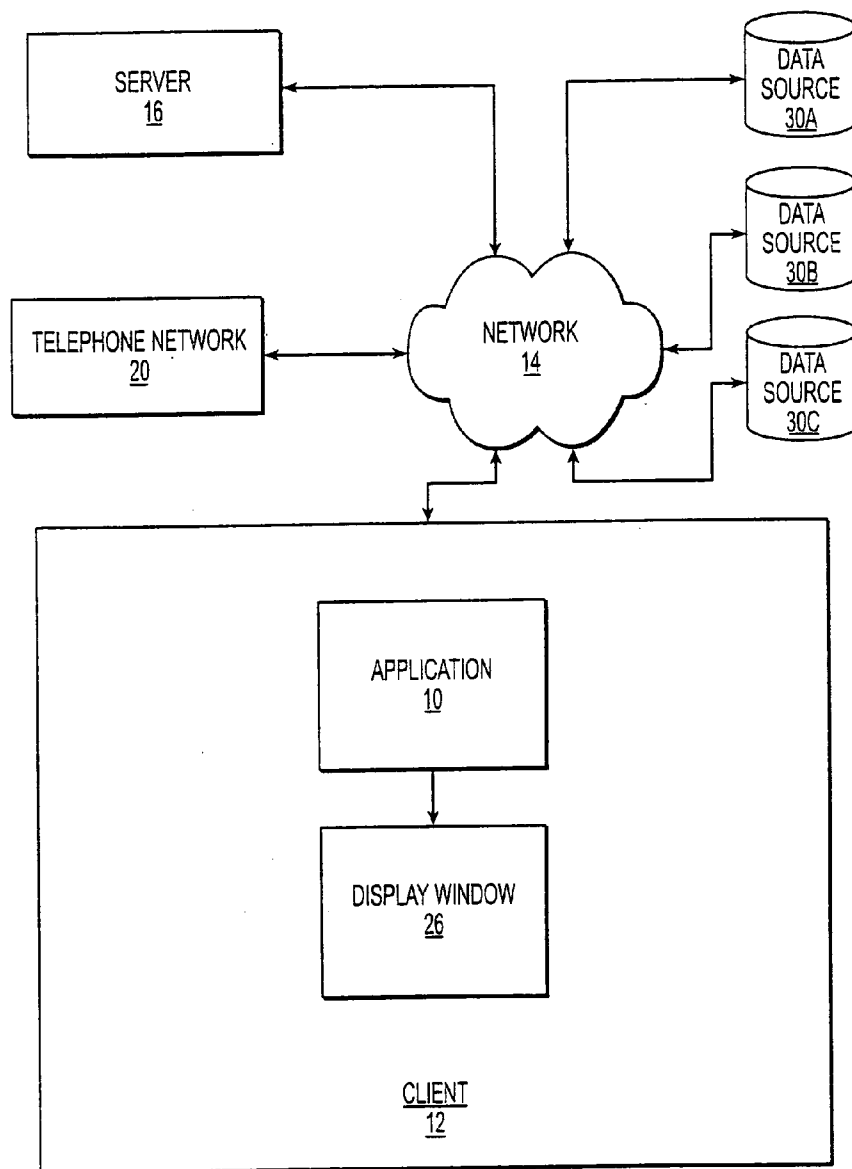 SERVER
16
DATA
SOURCE
30A
DATA
SOURCE
30B
TELEPHONE NETWORK
20
NETWORK
14
DATA
SOURCE
30C
APPLICATION
10
DISPLAY WINDOW
26
CLIENT
12